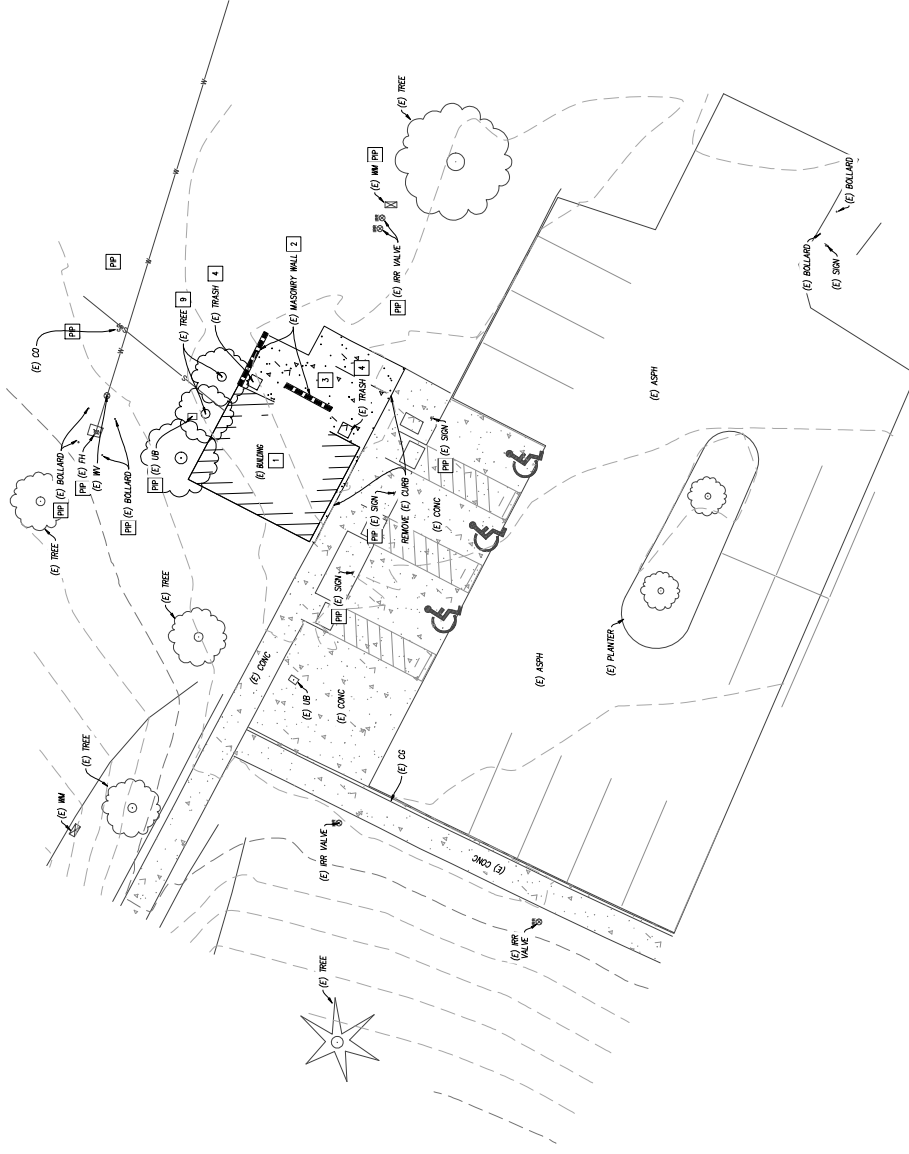 (E) TREE
PIP
(E) WM
PIP
(E) IRR VALVE
PIP
(E) BOLLARD
(E) BOLLARD
(E) SIGN
PIP
(E) CO
PIP
(E) TREE 9
(E) TRASH 4
(E) MASONRY WALL 2
3
4
(E) TRASH
(E) ASPH
(E) BOLLARD
PIP
(E) FH
PIP
(E) WV
(E) BOLLARD
PIP
(E) UB
PIP
(E) BUILDING
1
(E) SIGN
PIP
(E) SIGN
PIP
REMOVE (E) CURB
(E) CONC
(E) TREE
(E) TREE
(E) SIGN
PIP
(E) CONC
(E) UB
(E) CONC
(E) ASPH
(E) PLANTER
(E) WM
(E) TREE
(E) CG
(E) IRR VALVE
(E) CONC
(E) IRR
VALVE
(E) TREE
W
W
W
W
W
SS